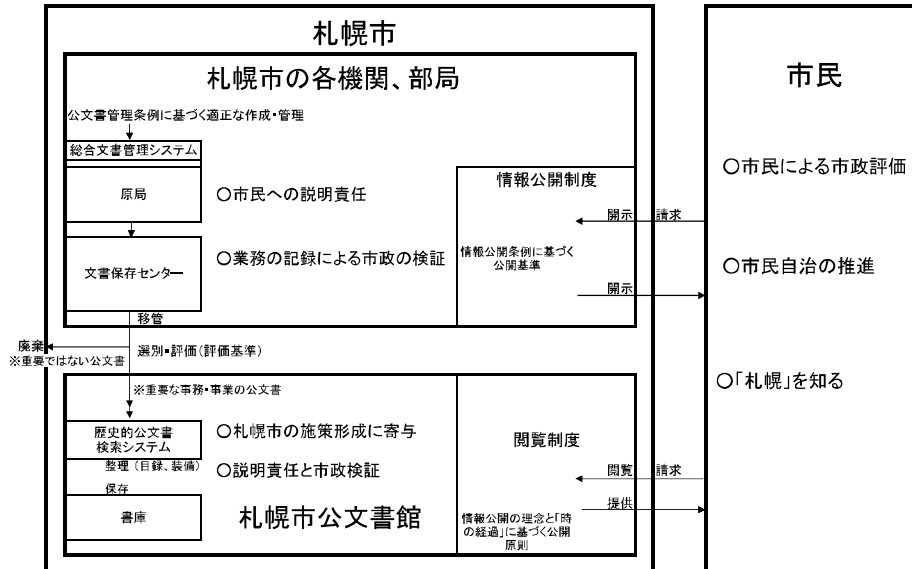 札幌市
札幌市の各機関、部局
公文書管理条例に基づく適正な作成・管理
総合文書管理システム
原局
○市民への説明責任
文書保存センター
○業務の記録による市政の検証
情報公開制度
情報公開条例に基づく
公開基準
開示 請求
開示
移管
廃棄
※重要ではない公文書
選別・評価(評価基準)
※重要な事務・事業の公文書
歴史的公文書
検索システム
整理(目録、装備)
保存
書庫
○札幌市の施策形成に寄与
○説明責任と市政検証
札幌市公文書館
閲覧制度
情報公開の理念と「時
の経過」に基づく公開
原則
閲覧 請求
提供
市民
○市民による市政評価
○市民自治の推進
○「札幌」を知る